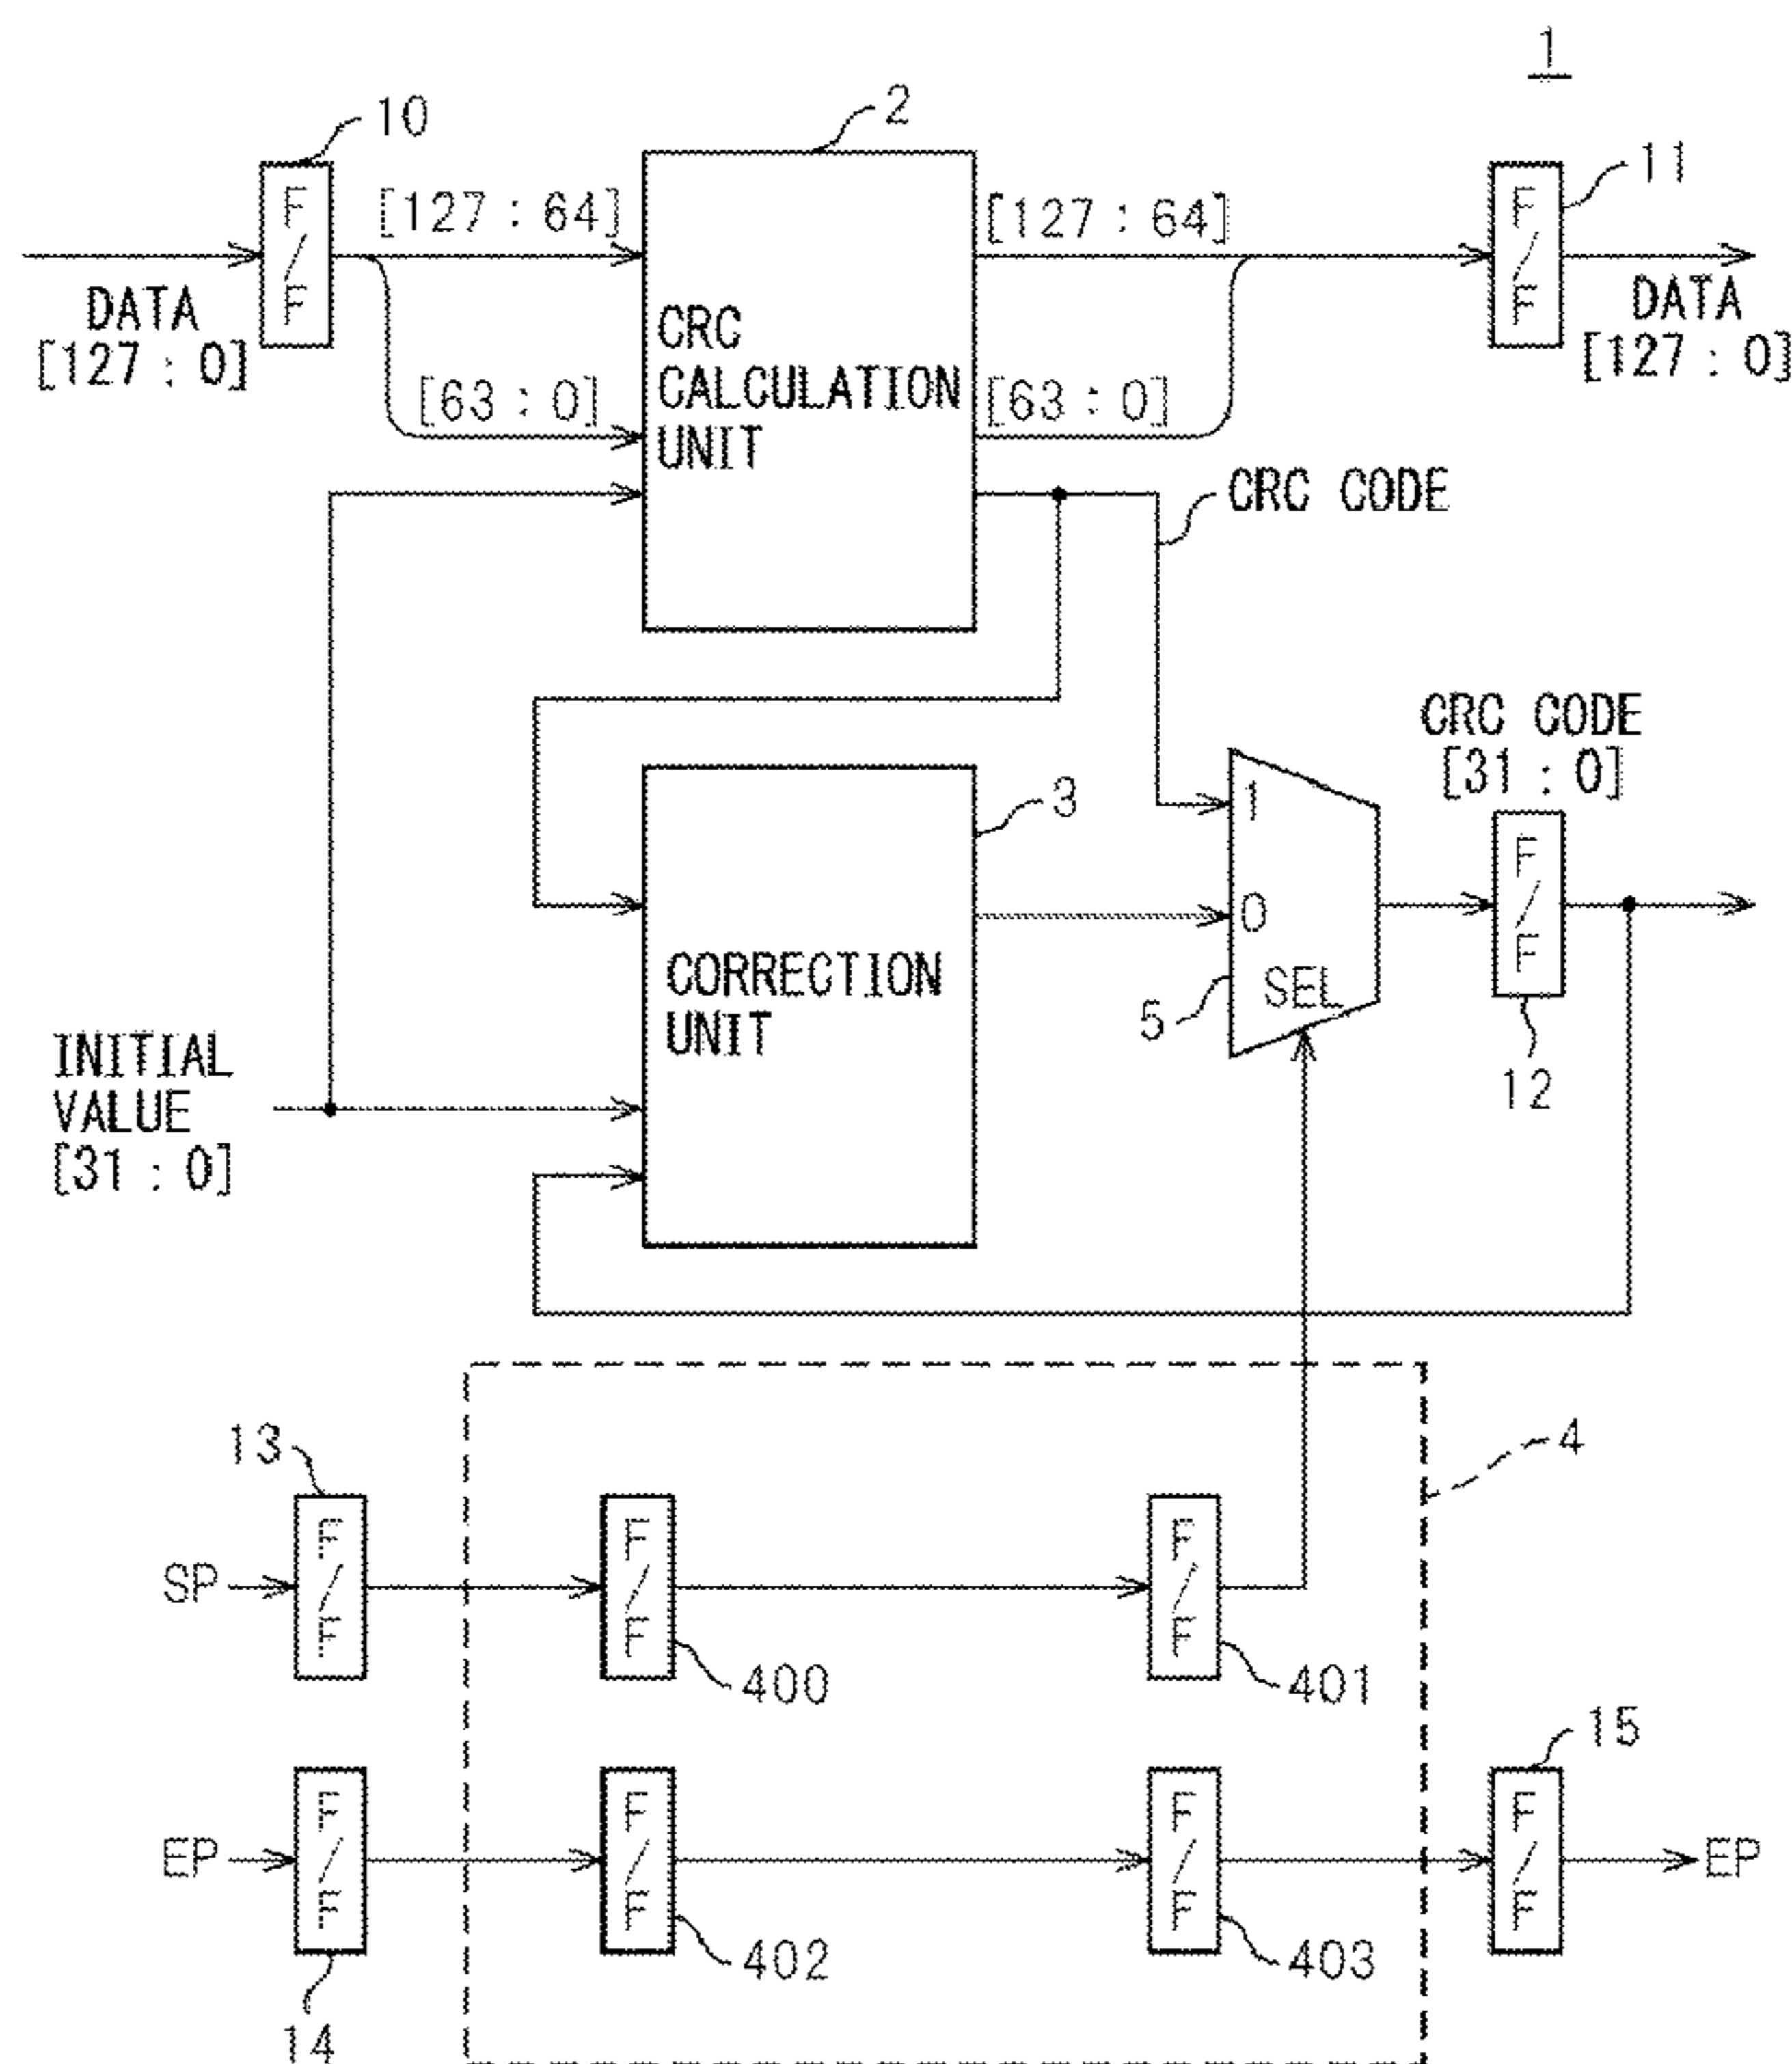 1
10
2
11
F/F
[127 : 64]
[127 : 64]
F/F
DATA
[127 : 0]
CRC
CALCULATION
UNIT
DATA
[127 : 0]
[63 : 0]
[63 : 0]
CRC CODE
CRC CODE
[31 : 0]
3
1
F/F
0
CORRECTION
UNIT
SEL
5
12
INITIAL
VALUE
[31 : 0]
13
4
SP
F/F
F/F
F/F
400
401
15
EP
F/F
F/F
F/F
F/F
EP
402
403
14